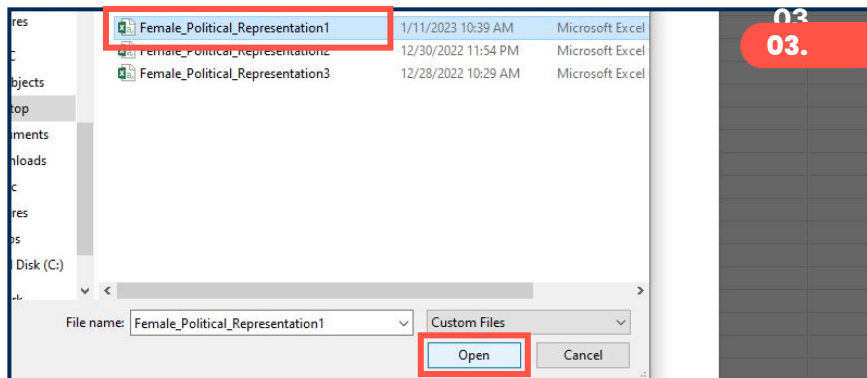 res
Female_Political_Representation1 1/11/2023 10:39 AM Microsoft Excel
03
03.
Female_Political_Representation2 12/30/2022 11:54 PM Microsoft Excel
bjects
Female_Political_Representation3 12/28/2022 10:29 AM Microsoft Excel
top
ments
nloads
c
res
os
Disk (C:)
File name: Female_Political_Representation1 Custom Files
Open Cancel